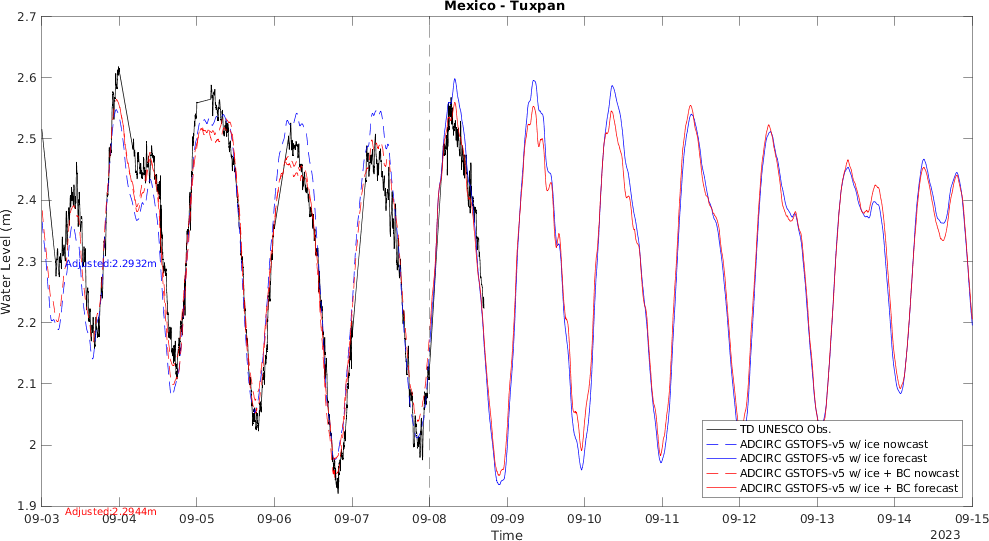 Mexico - Tuxpan
2.7
2.6
2.5
2.4
2.3
2.2
2.1
2
1.9
Water Level (m)
Adjusted:2.2932m
Adjusted:2.2944m
TD UNESCO Obs.
ADCIRC GSTOFS-v5 w/ ice nowcast
ADCIRC GSTOFS-v5 w/ ice forecast
ADCIRC GSTOFS-v5 w/ ice + BC nowcast
ADCIRC GSTOFS-v5 w/ ice + BC forecast
09-03 09-04 09-05 09-06 09-07 09-08 09-09 09-10 09-11 09-12 09-13 09-14 09-15
Time
2023